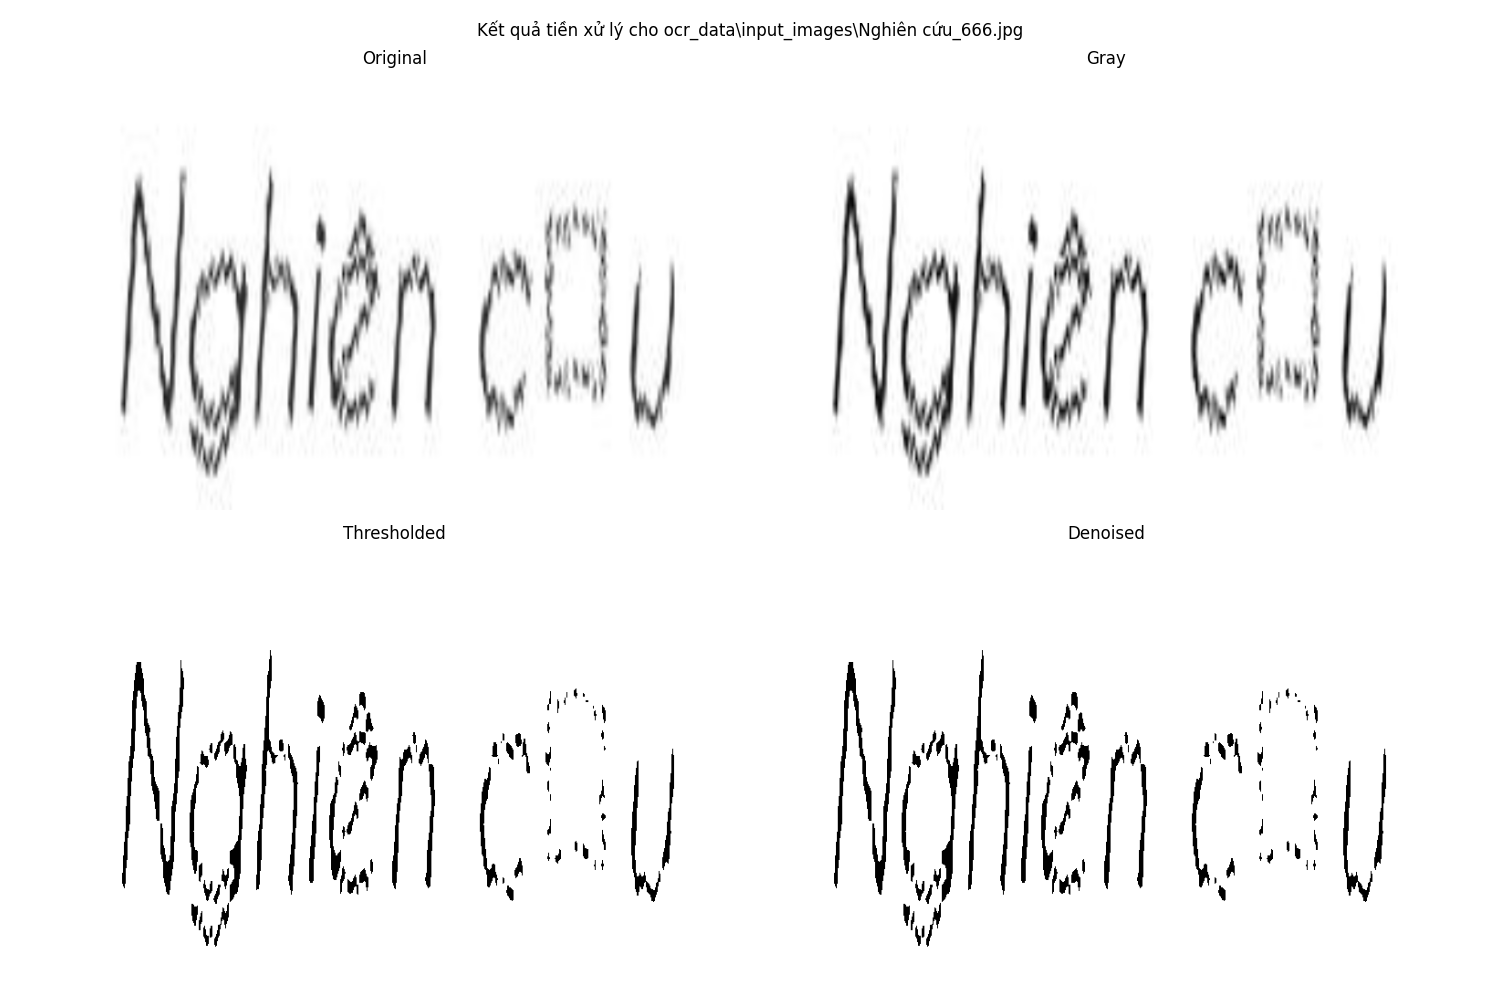 Kết quả tiền xử lý cho ocr_data\input_images\Nghiên cứu_666.jpg
Original
Gray
Nghiên c□u
Nghiên c□u
Thresholded
Denoised
Nghiên c□u
Nghiên c□u